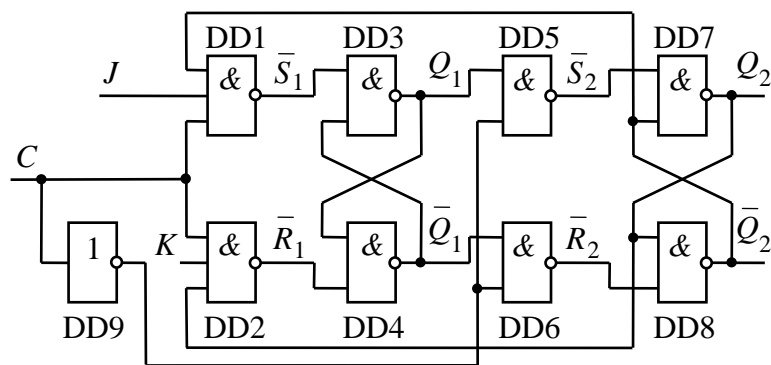 DD1 DD3 DD5 DD7
J & S̅₁ & Q₁ & S̅₂ & Q₂
C
K & R̅₁ & Q̅₁ & R̅₂ & Q̅₂
1
DD9 DD2 DD4 DD6 DD8